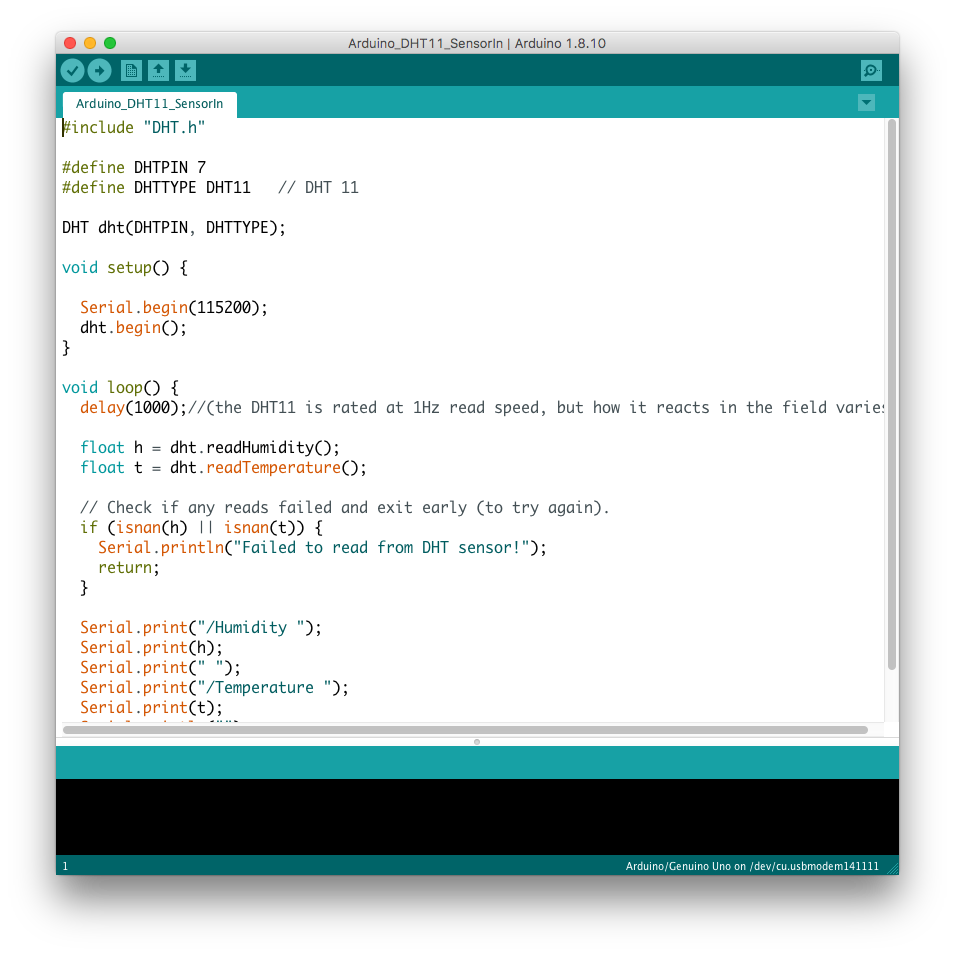 Arduino_DHT11_SensorIn | Arduino 1.8.10
Arduino_DHT11_SensorIn
#include "DHT.h"
#define DHTPIN 7
#define DHTTYPE DHT11   // DHT 11
DHT dht(DHTPIN, DHTTYPE);
void setup() {
  Serial.begin(115200);
  dht.begin();
}
void loop() {
  delay(1000);//(the DHT11 is rated at 1Hz read speed, but how it reacts in the field varies
  float h = dht.readHumidity();
  float t = dht.readTemperature();
  // Check if any reads failed and exit early (to try again).
  if (isnan(h) || isnan(t)) {
    Serial.println("Failed to read from DHT sensor!");
    return;
  }
  Serial.print("/Humidity ");
  Serial.print(h);
  Serial.print(" ");
  Serial.print("/Temperature ");
  Serial.print(t);
1
Arduino/Genuino Uno on /dev/cu.usbmodem141111